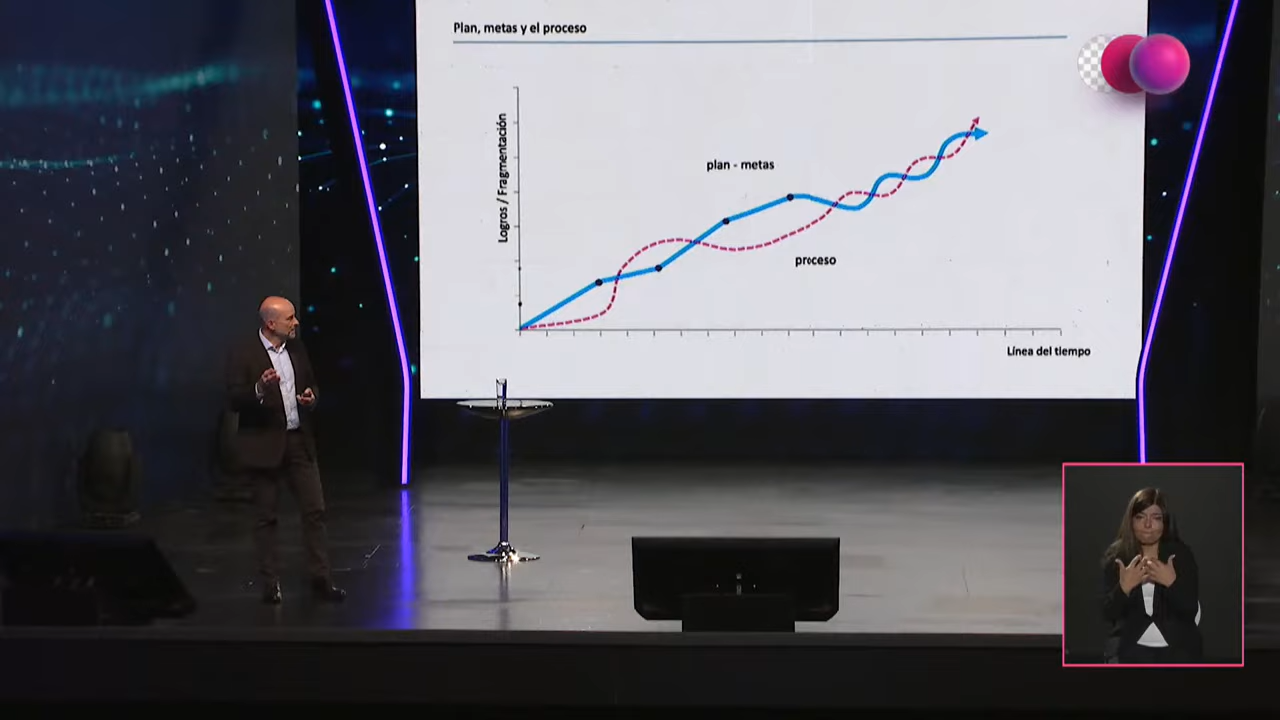 Plan, metas y el proceso
Logros / Fragmentación
plan - metas
proceso
Línea del tiempo